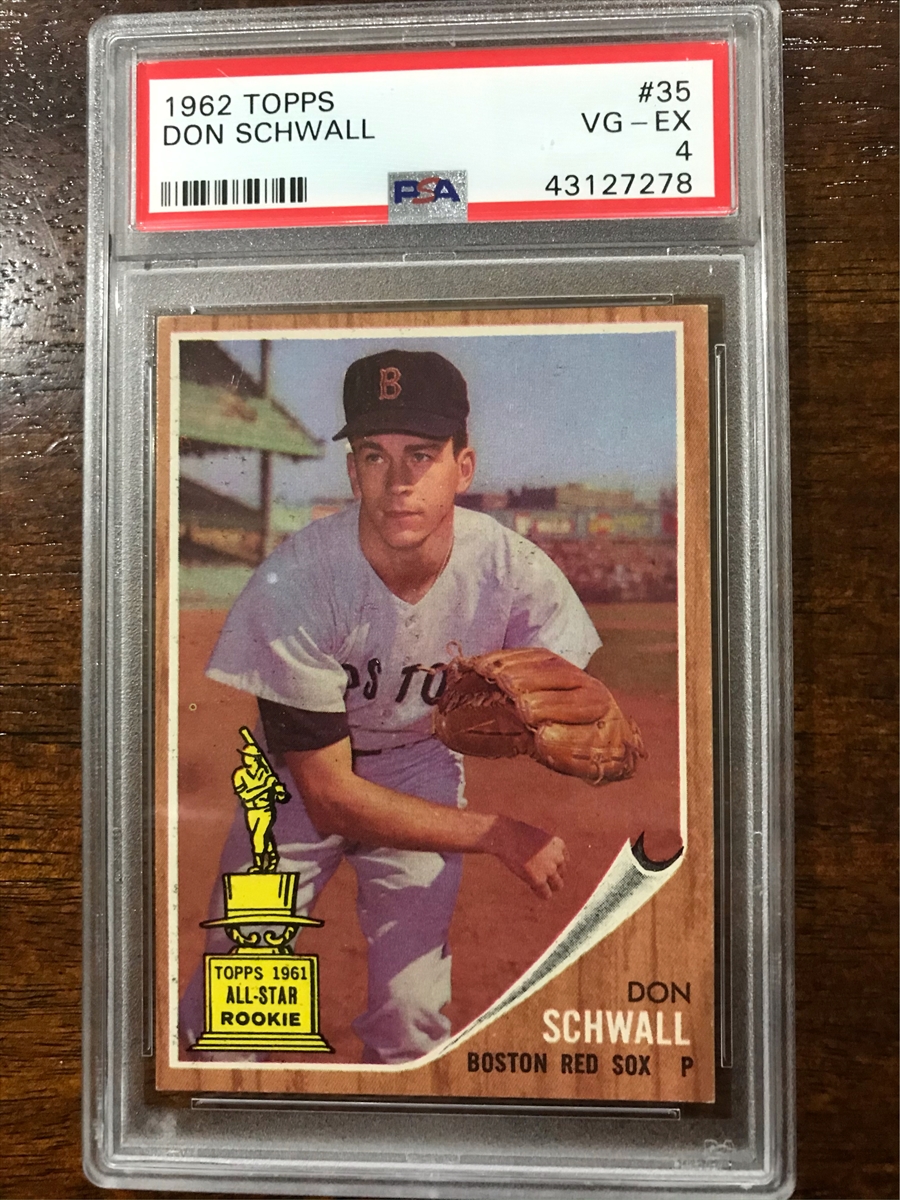 1962 TOPPS
DON SCHWALL
#35
VG-EX
4
43127278
PSA
B
OSTO
TOPPS 1961
ALL-STAR
ROOKIE
DON
SCHWALL
BOSTON RED SOX P